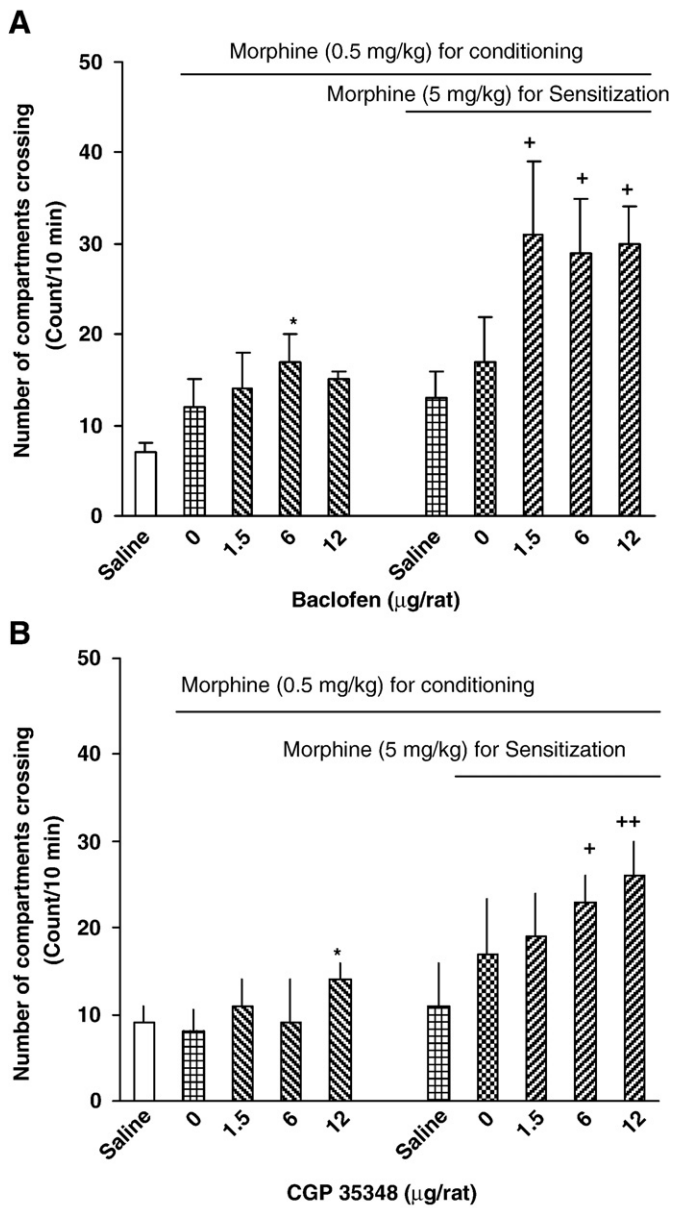 A
Morphine (0.5 mg/kg) for conditioning
Morphine (5 mg/kg) for Sensitization
Number of compartments crossing
(Count/10 min)
50
40
30
20
10
0
*
+
+
+
Saline
0
1.5
6
12
Saline
0
1.5
6
12
Baclofen (μg/rat)
B
Morphine (0.5 mg/kg) for conditioning
Morphine (5 mg/kg) for Sensitization
Number of compartments crossing
(Count/10 min)
50
40
30
20
10
0
*
+
++
Saline
0
1.5
6
12
Saline
0
1.5
6
12
CGP 35348 (μg/rat)